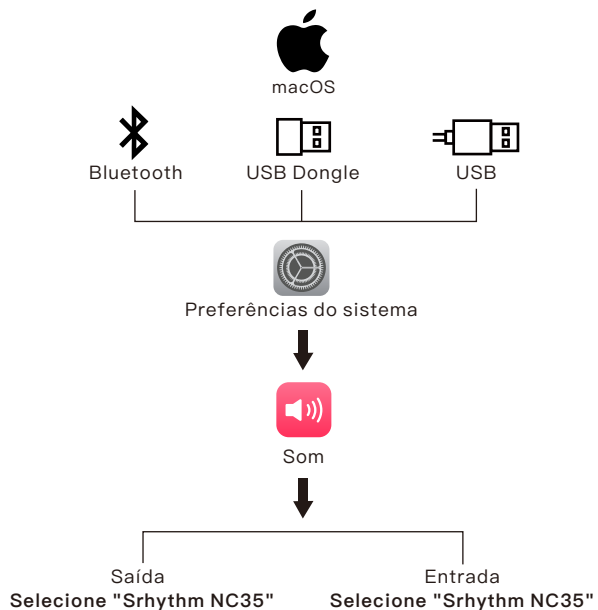 macOS
Bluetooth
USB Dongle
USB
Preferências do sistema
Som
Saída
Selecione "Srhythm NC35"
Entrada
Selecione "Srhythm NC35"